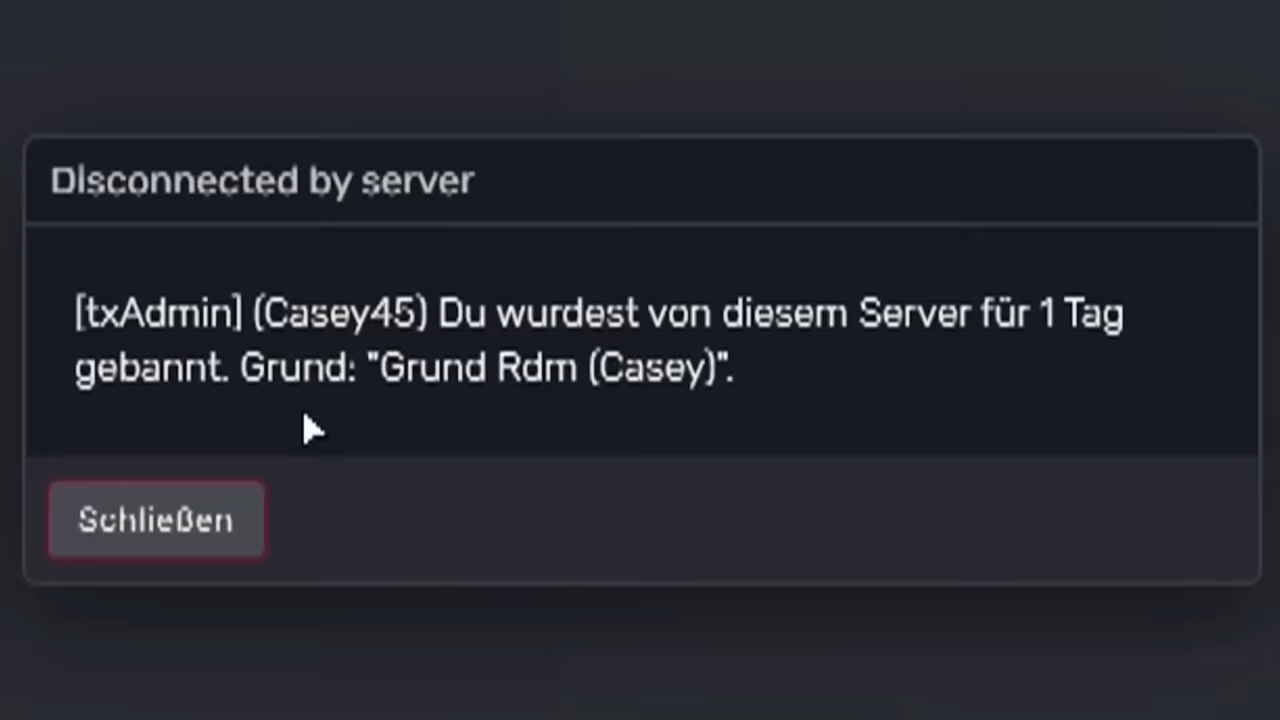 Disconnected by server
[txAdmin] (Casey45) Du wurdest von diesem Server für 1 Tag
gebannt. Grund: "Grund Rdm (Casey)".
Schließen